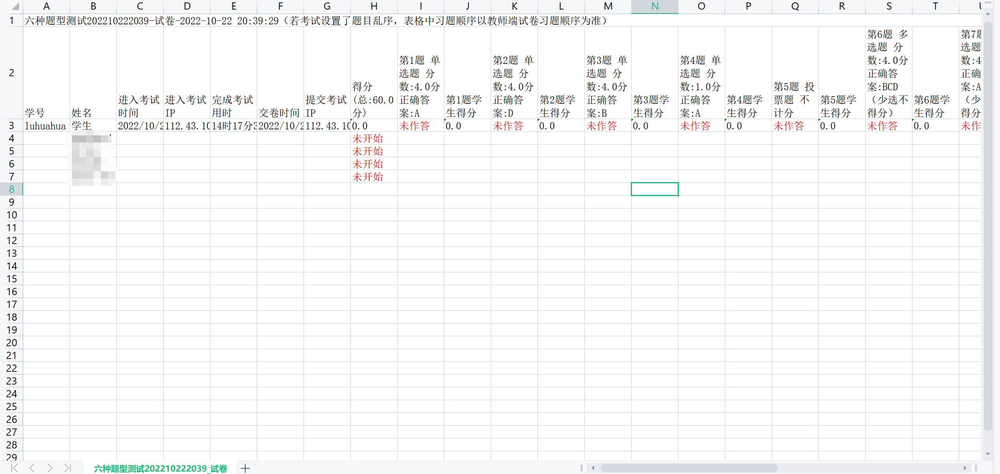 A B C D E F G H I J K L M N O P Q R S T
1 六种题型测试202210222039-试卷-2022-10-22 20:39:29（若考试设置了题目乱序，表格中习题顺序以教师端试卷习题顺序为准）
2
学号
姓名
进入考试
时间
进入考试
IP
完成考试
用时
交卷时间
提交考试
IP
得分
(总:60.0
分)
第1题 单
选题 分
数:4.0分
正确答
案:A
第1题学
生得分
第2题 单
选题 分
数:4.0分
正确答
案:D
第2题学
生得分
第3题 单
选题 分
数:4.0分
正确答
案:B
第3题学
生得分
第4题 单
选题 分
数:1.0分
正确答
案:A
第4题学
生得分
第5题 投
票题 不
计分
第5题学
生得分
第6题 多
选题 分
数:4.0分
正确答
案:BCD
（少选不
得分）
第6题学
生得分
第7题
选题
数:4
正确
案:A
（少
得分
3 luhuahua 学生 2022/10/2 112.43.10 14时17分3 2022/10/2 112.43.10 0.0 未作答 0.0 未作答 0.0 未作答 0.0 未作答 0.0 未作答 0.0 未作答 0.0 未作
4 未开始
5 未开始
6 未开始
7 未开始
8
9
10
11
12
13
14
15
16
17
18
19
20
21
22
23
24
25
26
27
28
29
六种题型测试202210222039_试卷